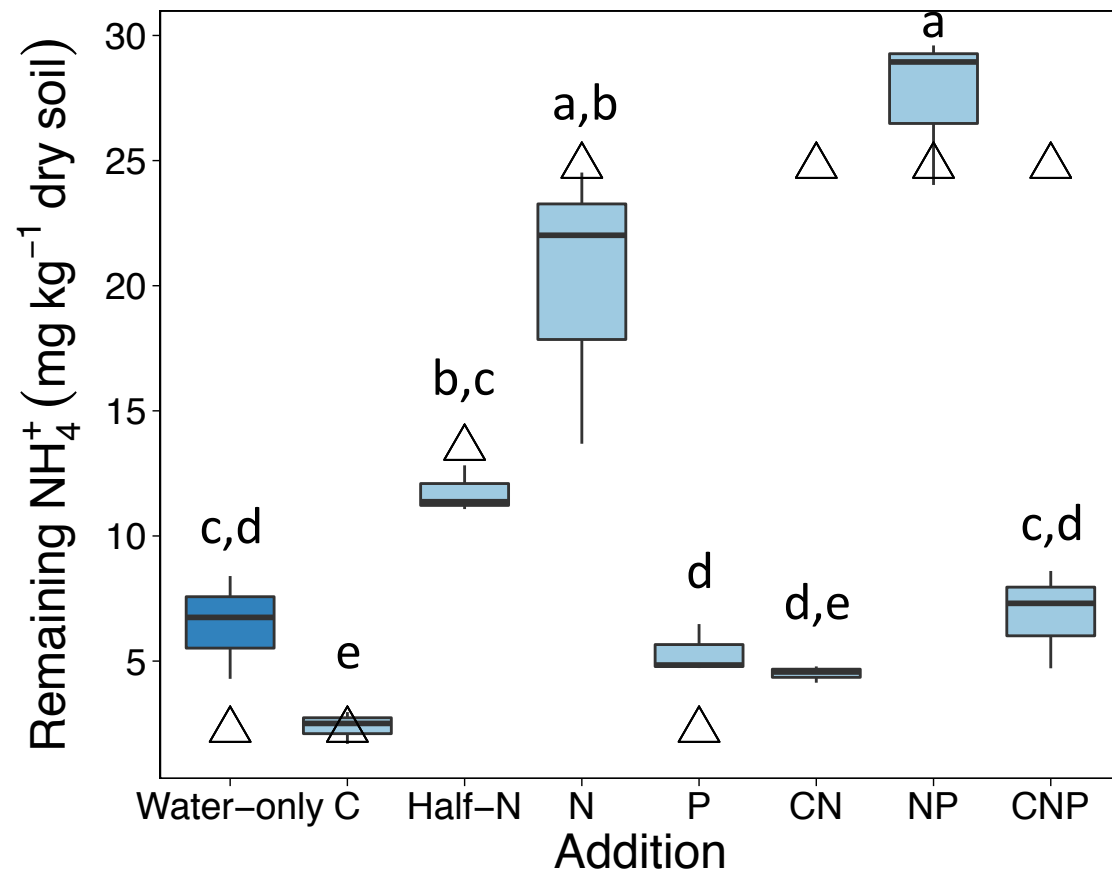 Remaining NH₄⁺ (mg kg⁻¹ dry soil)
30
25
20
15
10
5
c,d
e
b,c
a,b
d
d,e
a
c,d
Water−only C Half−N N P CN NP CNP
Addition